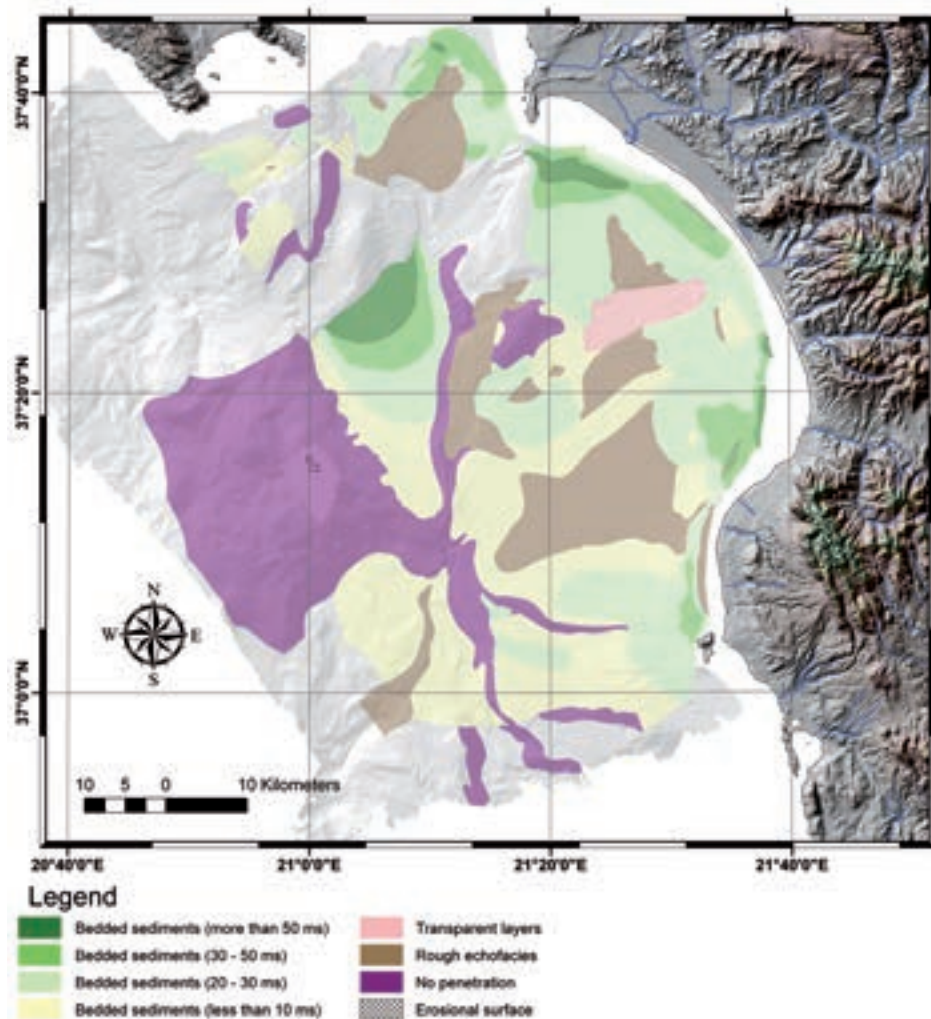 37°40'N
37°20'N
37°0'0"N
N
W E
S
10 5 0 10 Kilometers
20°40'0"E 21°0'0"E 21°20'0"E 21°40'0"E
Legend
Bedded sediments (more than 50 ms)
Bedded sediments (30 - 50 ms)
Bedded sediments (20 - 30 ms)
Bedded sediments (less than 10 ms)
Transparent layers
Rough echofacies
No penetration
Erosional surface